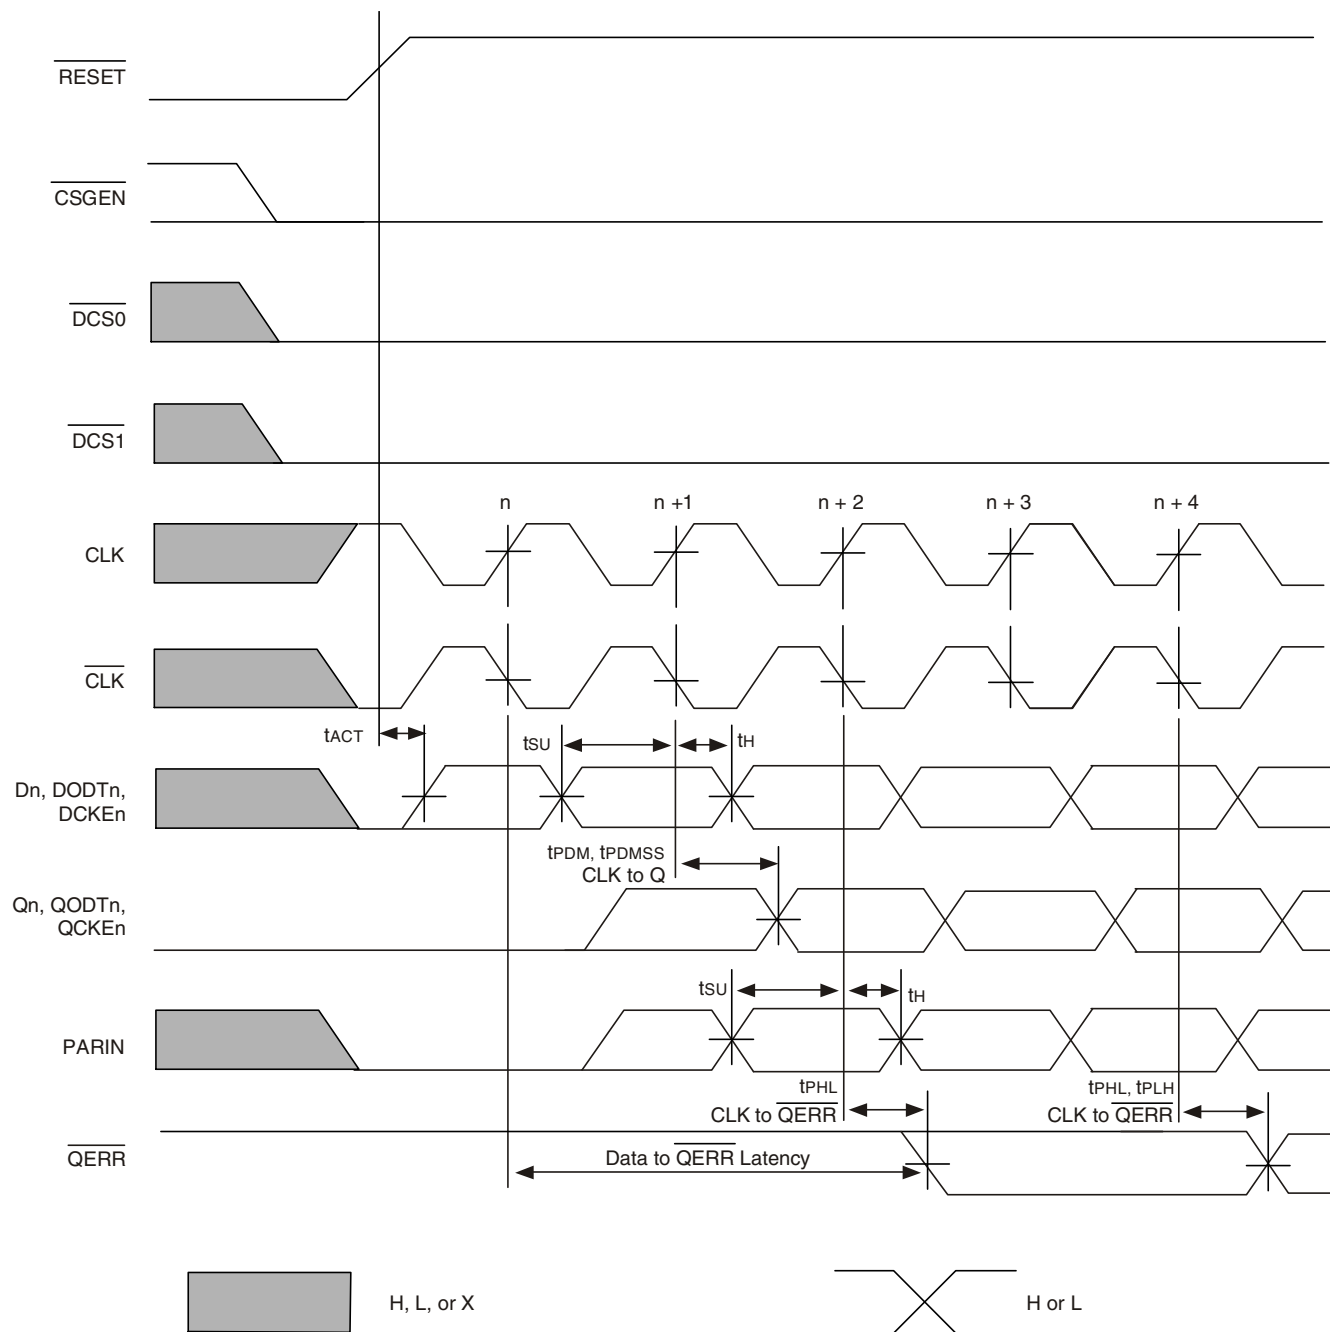 RESET
CSGEN
DCS0
DCS1
n
n +1
n + 2
n + 3
n + 4
CLK
CLK
tACT
tSU
tH
Dn, DODTn,
DCKEn
tPDM, tPDMSS
CLK to Q
Qn, QODTn,
QCKEn
tSU
tH
PARIN
tPHL
CLK to QERR
tPHL, tPLH
CLK to QERR
QERR
Data to QERR Latency
H, L, or X
H or L